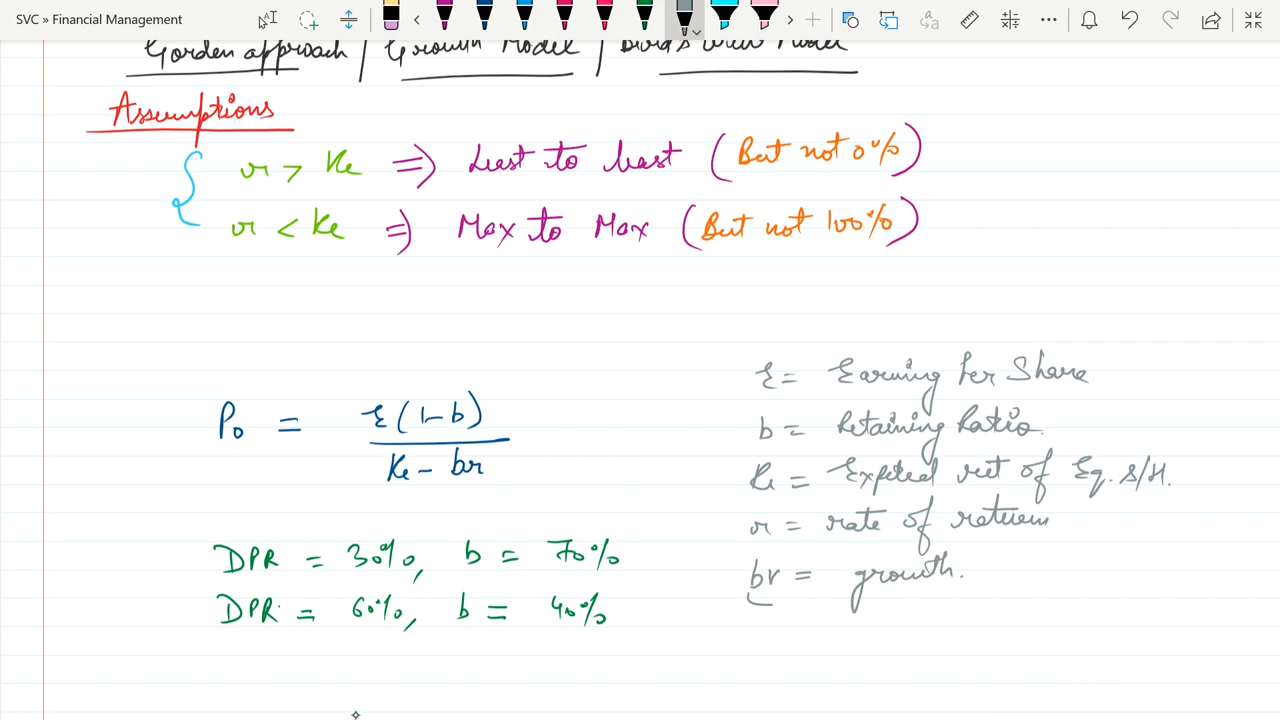 SVC » Financial Management
Gorden approach / Growth Model /
Assumptions
r > Ke ⇒ Least to least (But not 0%)
r < Ke ⇒ Max to Max (But not 100%)
P₀ = E(1-b) / Ke - br
E = Earning per Share
b = Retaining Ratio.
Ke = Expected ret of Eq. S/H.
r = rate of return
br = growth.
DPR = 30%, b = 70%
DPR = 60%, b = 40%